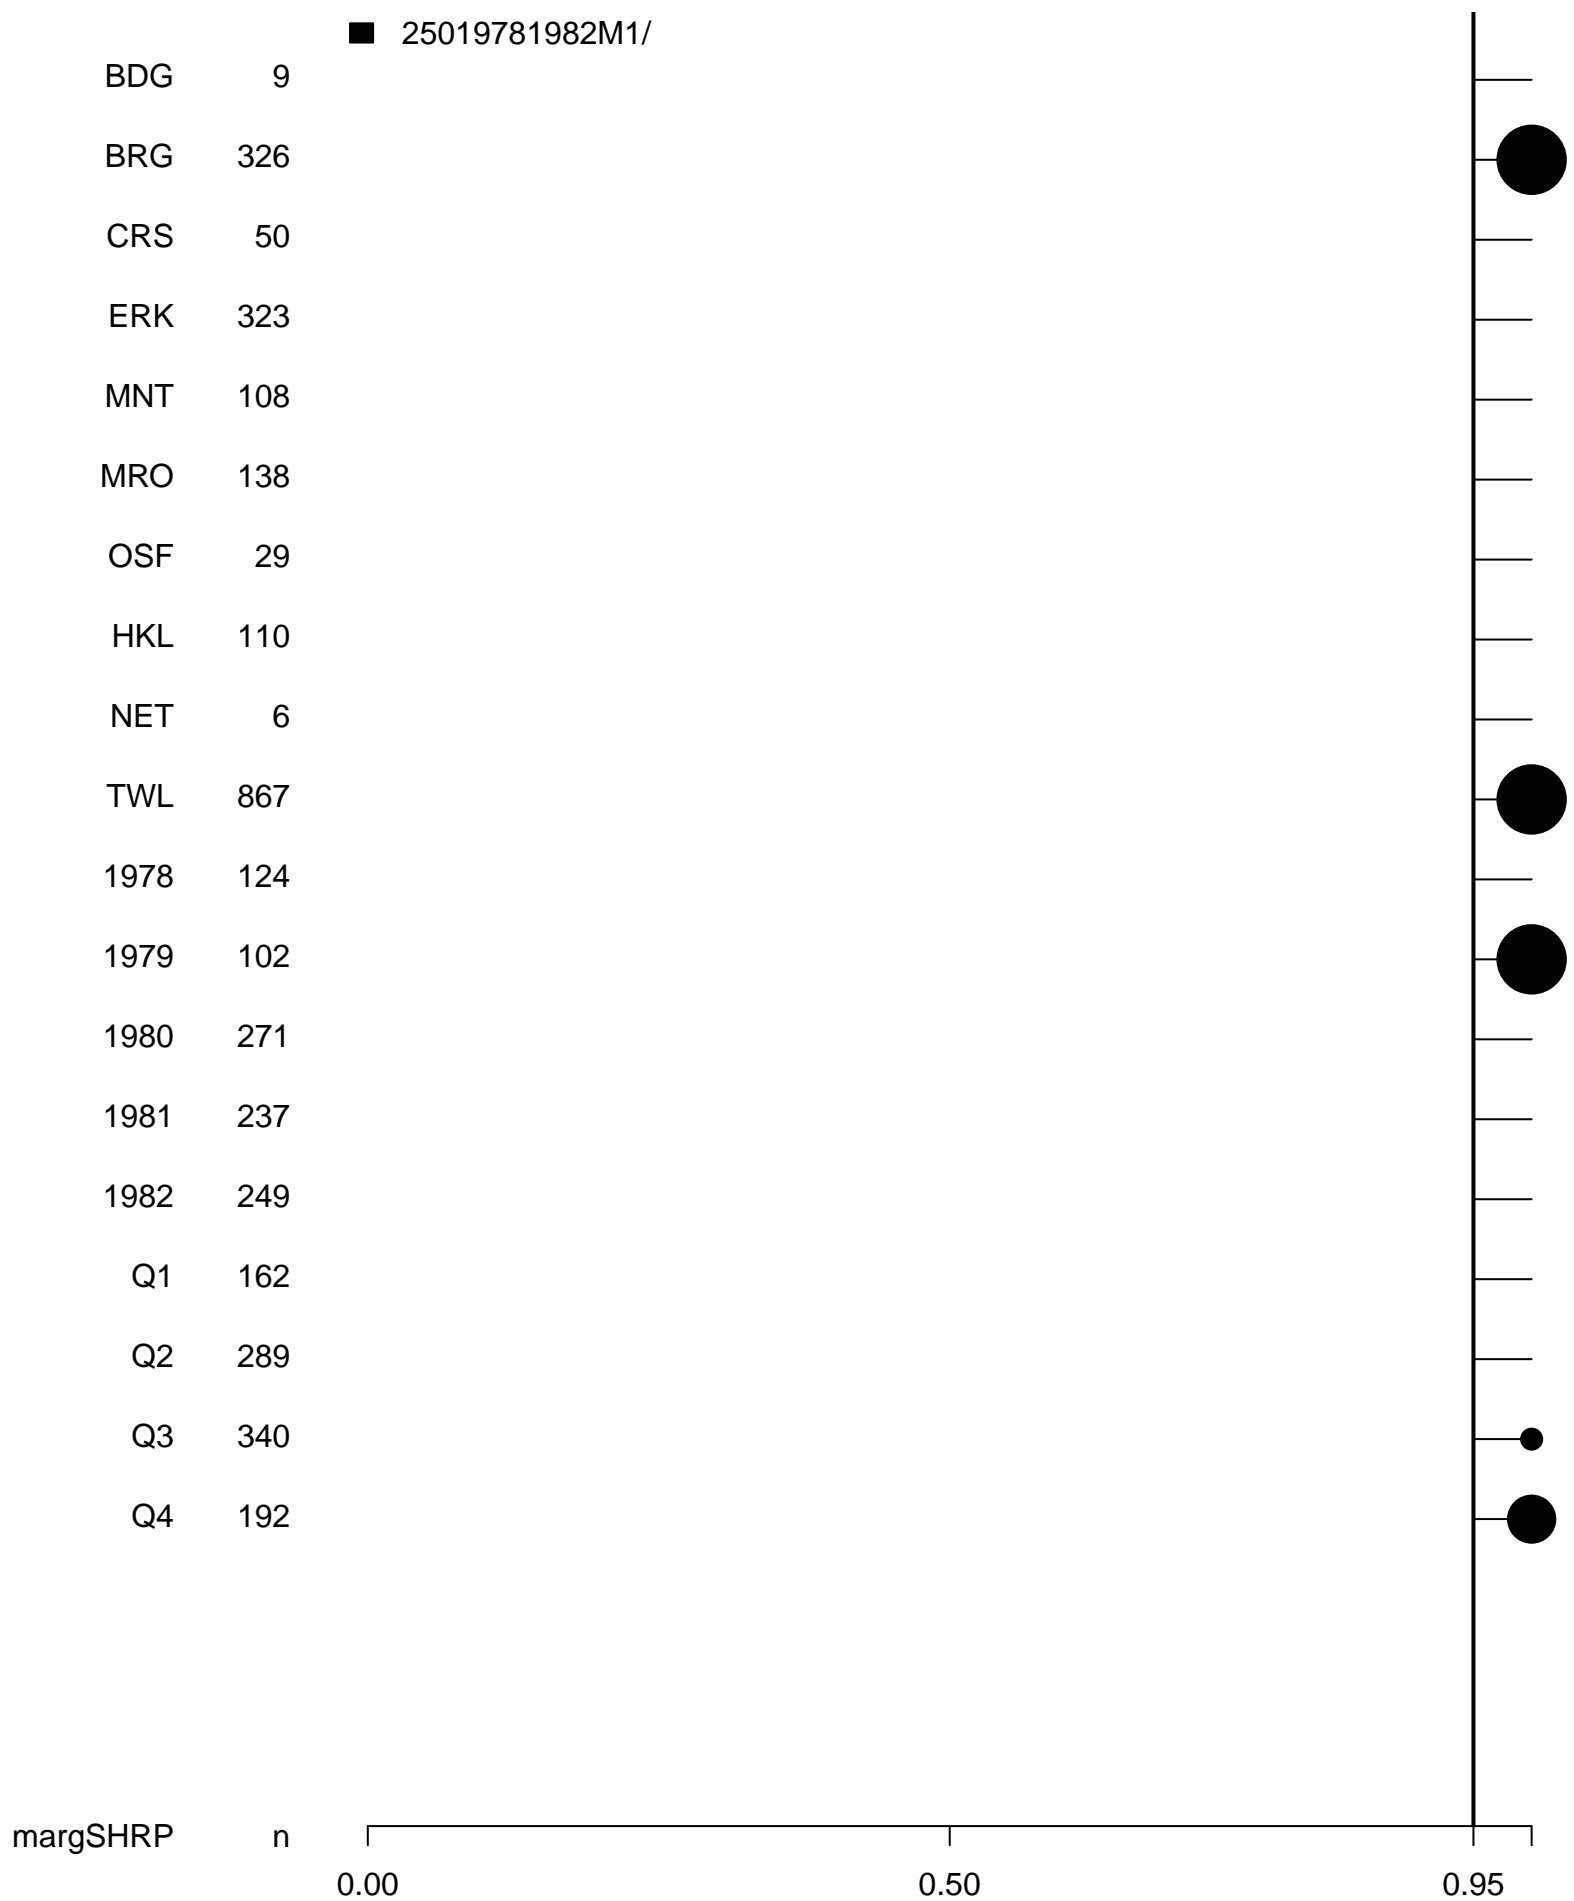 25019781982M1/
BDG 9
BRG 326
CRS 50
ERK 323
MNT 108
MRO 138
OSF 29
HKL 110
NET 6
TWL 867
1978 124
1979 102
1980 271
1981 237
1982 249
Q1 162
Q2 289
Q3 340
Q4 192
margSHRP n
0.00 0.50 0.95